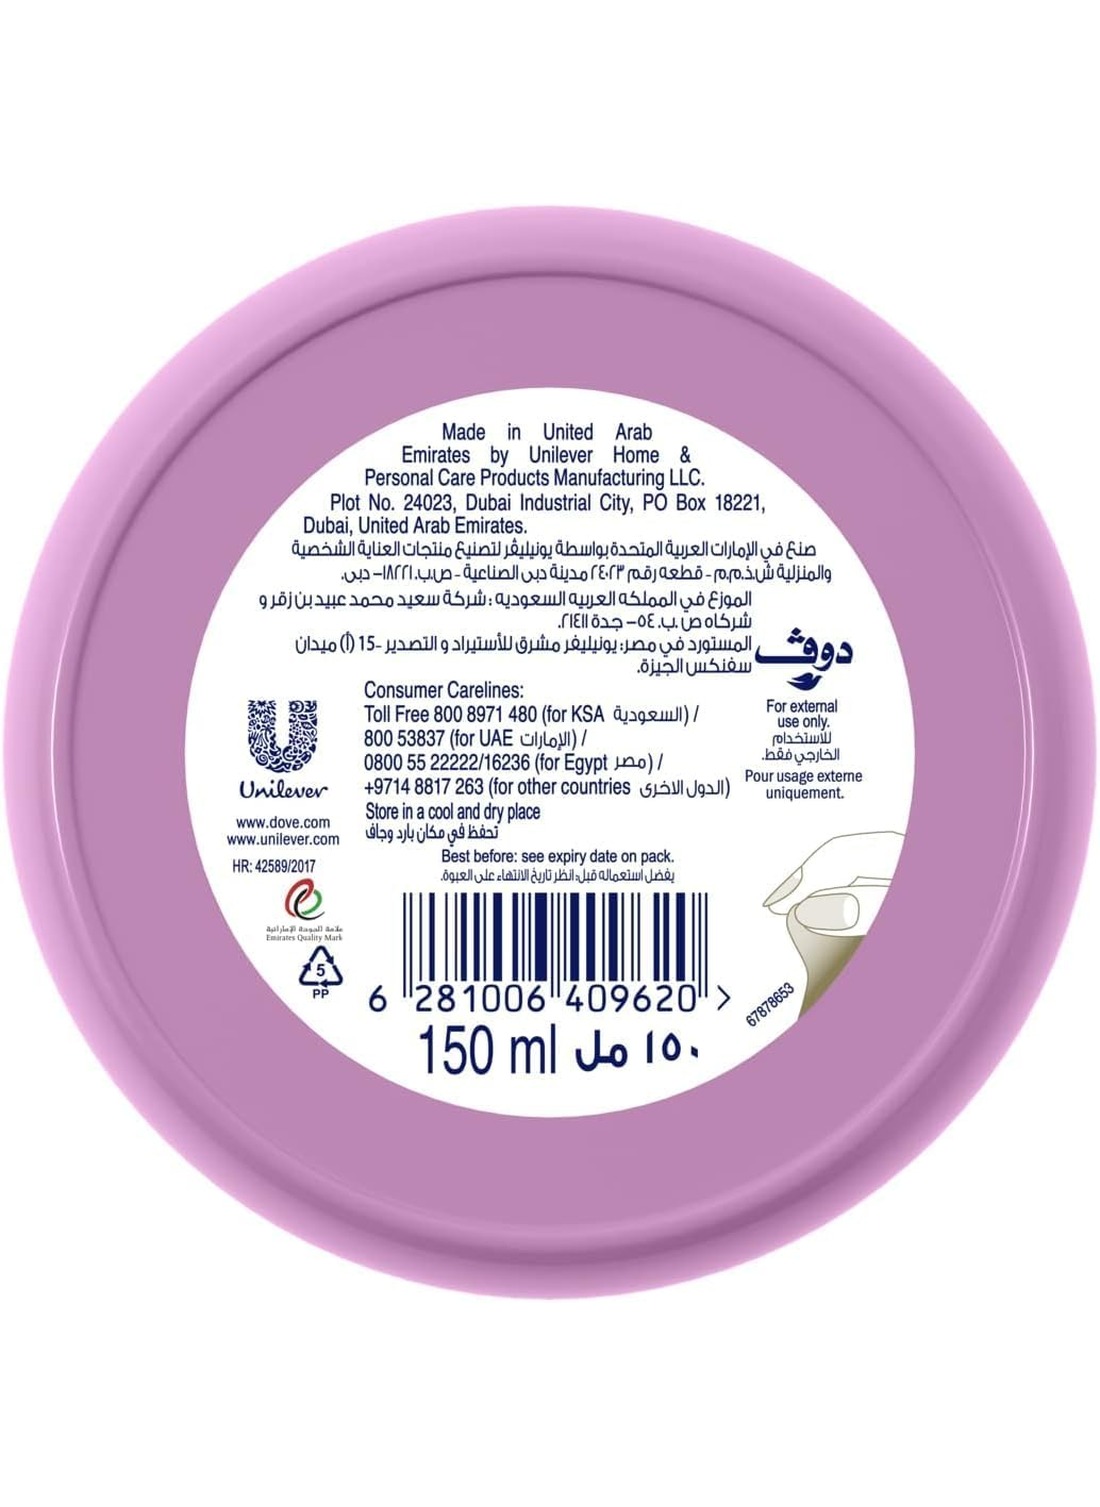 Made in United Arab
Emirates by Unilever Home &
Personal Care Products Manufacturing LLC.
Plot No. 24023, Dubai Industrial City, PO Box 18221,
Dubai, United Arab Emirates.
صنع في الإمارات العربية المتحدة بواسطة يونيليڤر لتصنيع منتجات العناية الشخصية
والمنزلية ش.ذ.م.م - قطعه رقم ٢٤٠٢٣ مدينة دبى الصناعية - ص.ب. ١٨٢٢١– دبى.
الموزع في المملكه العربيه السعوديه : شركة سعيد محمد عبيد بن زقر و
شركاه ص .ب. ٥٤– جدة ٢١٤١١.
المستورد في مصر: يونيليفر مشرق للأستيراد و التصدير -15 (أ) ميدان
سفنكس الجيزة.
دوڤ
Consumer Carelines:
Toll Free 800 8971 480 (for KSA السعودية) /
800 53837 (for UAE الإمارات) /
0800 55 22222/16236 (for Egypt مصر) /
+9714 8817 263 (for other countries الدول الاخرى)
Store in a cool and dry place
تحفظ في مكان بارد وجاف
For external
use only.
للاستخدام
الخارجي فقط.
Pour usage externe
uniquement.
Unilever
www.dove.com
www.unilever.com
HR: 42589/2017
علامة الجودة الإماراتية
Emirates Quality Mark
5
PP
Best before: see expiry date on pack.
يفضل استعماله قبل: انظر تاريخ الانتهاء على العبوة.
6 281006 409620 >
67878653
150 ml ١٥٠ مل